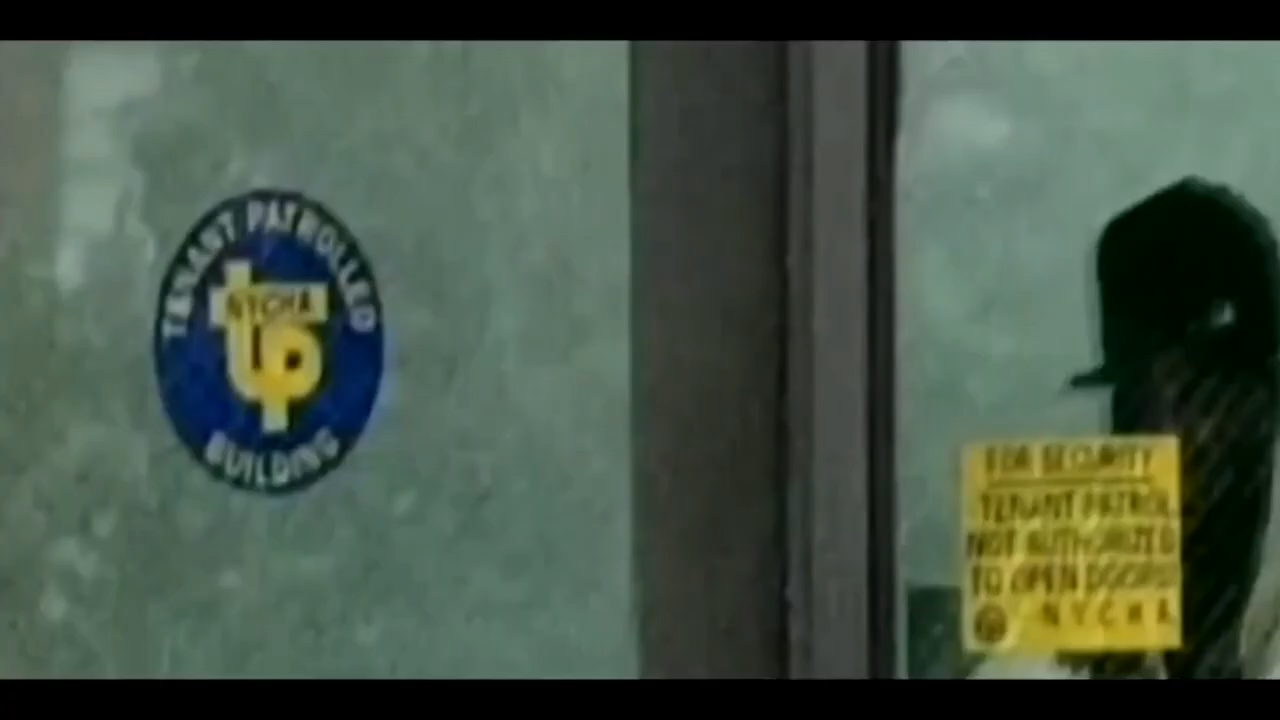 TENANT PATROLLED
NYCHA
tp
BUILDING
FOR SECURITY
TENANT PATROL
NOT AUTHORIZED
TO OPEN DOORS
NYCHA